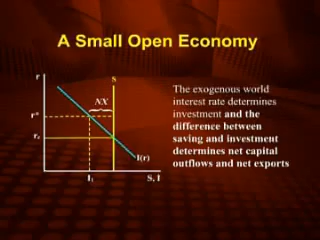 A Small Open Economy
r
S
NX
r*
rc
I(r)
I1
S, I
The exogenous world
interest rate determines
investment and the
difference between
saving and investment
determines net capital
outflows and net exports